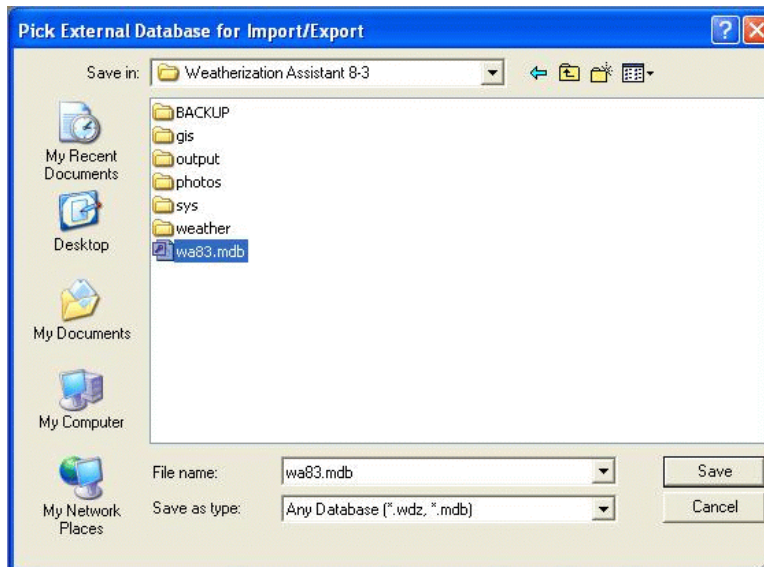 Pick External Database for Import/Export
Save in: Weatherization Assistant 8-3
My Recent
Documents
Desktop
My Documents
My Computer
My Network
Places
BACKUP
gis
output
photos
sys
weather
wa83.mdb
File name: wa83.mdb Save
Save as type: Any Database (*.wdz, *.mdb) Cancel